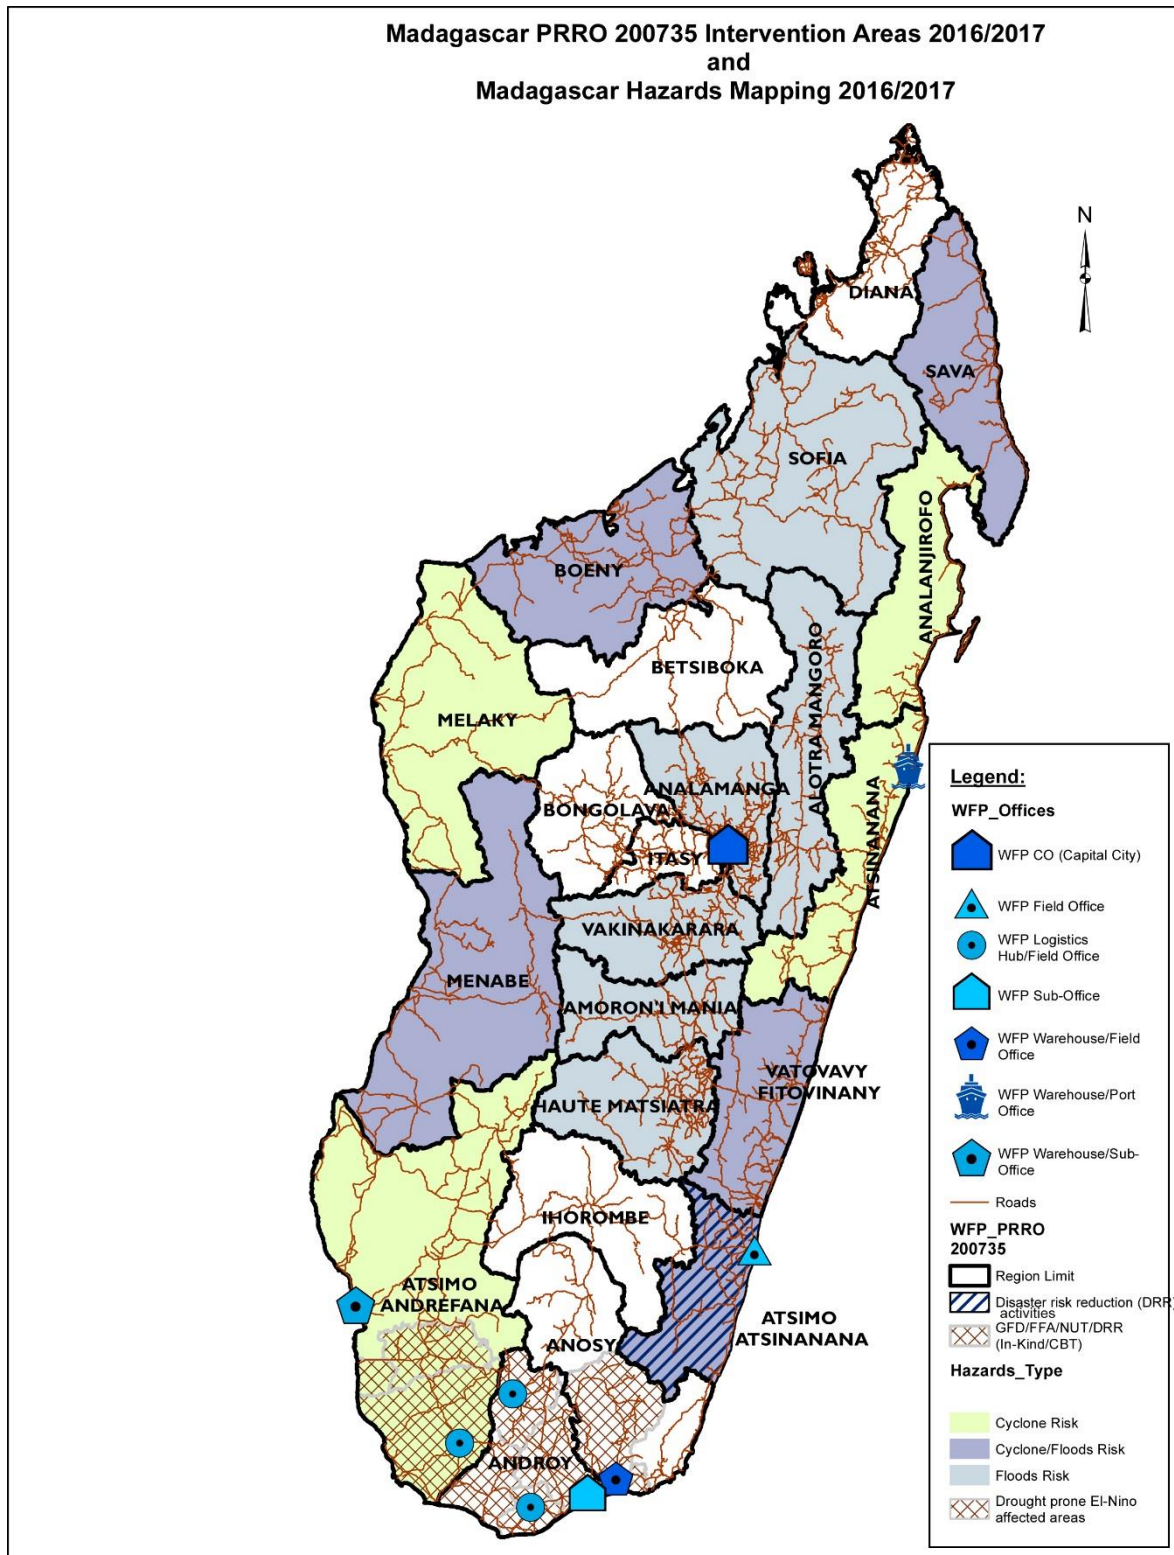 Madagascar PRRO 200735 Intervention Areas 2016/2017
and
Madagascar Hazards Mapping 2016/2017
N
DIANA
SAVA
SOFIA
ANALANJIROFO
BOENY
BETSIBOKA
ALOTRA MANGORO
MELAKY
ANALAMANGA
BONGOLAVA
ITASY
ATSINANANA
VAKINAKARARA
MENABE
AMORON'I MANIA
VATOVAVY
FITOVINANY
HAUTE MATSIATRA
IHOROMBE
ATSIMO
ANDREFANA
ATSIMO
ATSINANANA
ANOSY
ANDROY
Legend:
WFP_Offices
WFP CO (Capital City)
WFP Field Office
WFP Logistics
Hub/Field Office
WFP Sub-Office
WFP Warehouse/Field
Office
WFP Warehouse/Port
Office
WFP Warehouse/Sub-
Office
Roads
WFP_PRRO
200735
Region Limit
Disaster risk reduction (DRR)
activities
GFD/FFA/NUT/DRR
(In-Kind/CBT)
Hazards_Type
Cyclone Risk
Cyclone/Floods Risk
Floods Risk
Drought prone El-Nino
affected areas